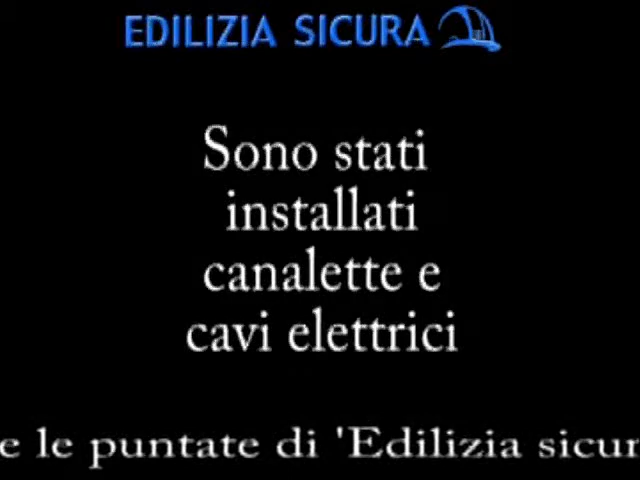 EDILIZIA SICURA
Sono stati
installati
canalette e
cavi elettrici
e le puntate di 'Edilizia sicur